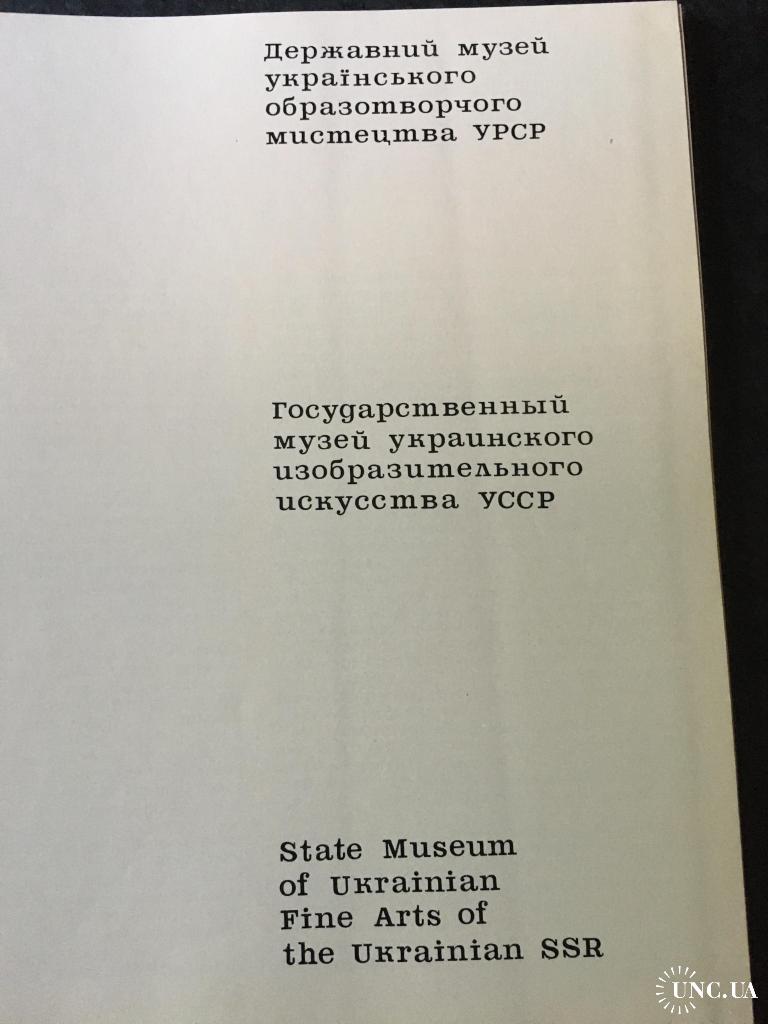 Державний музей
українського
образотворчого
мистецтва УРСР
Государственный
музей украинского
изобразительного
искусства УССР
State Museum
of Ukrainian
Fine Arts of
the Ukrainian SSR
UNC.UA